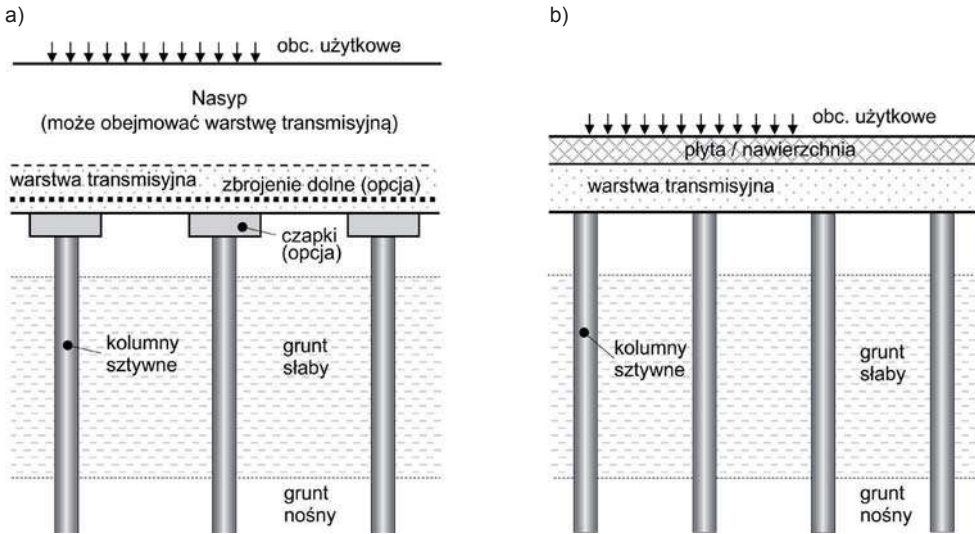 a)
obc. użytkowe
Nasyp
(może obejmować warstwę transmisyjną)
warstwa transmisyjna
zbrojenie dolne (opcja)
czapki
(opcja)
kolumny
sztywne
grunt
słaby
grunt
nośny
b)
obc. użytkowe
płyta / nawierzchnia
warstwa transmisyjna
kolumny
sztywne
grunt
słaby
grunt
nośny